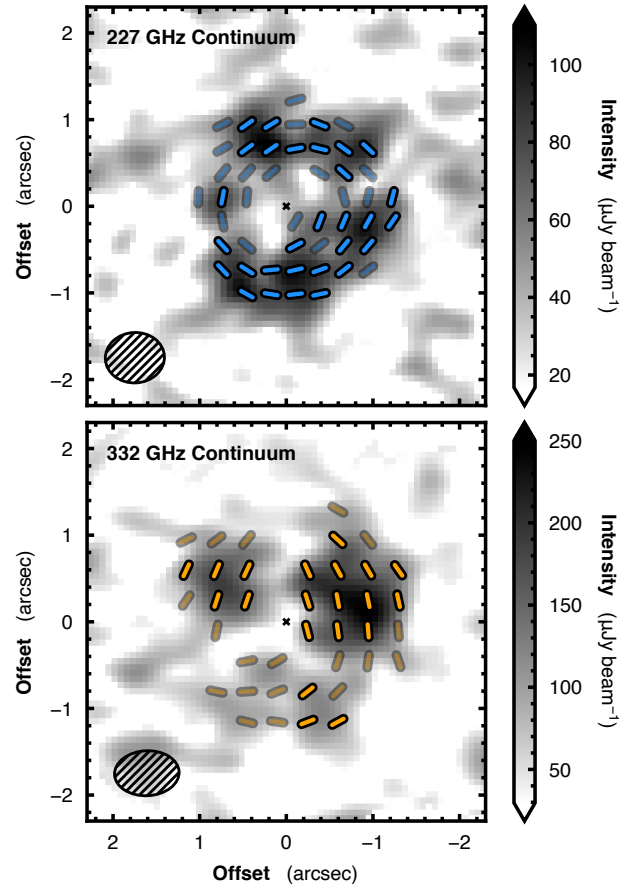 227 GHz Continuum
2
1
0
−1
−2
Offset (arcsec)
100
80
60
40
20
Intensity (μJy beam−1)
332 GHz Continuum
2
1
0
−1
−2
Offset (arcsec)
2 1 0 −1 −2
Offset (arcsec)
250
200
150
100
50
Intensity (μJy beam−1)